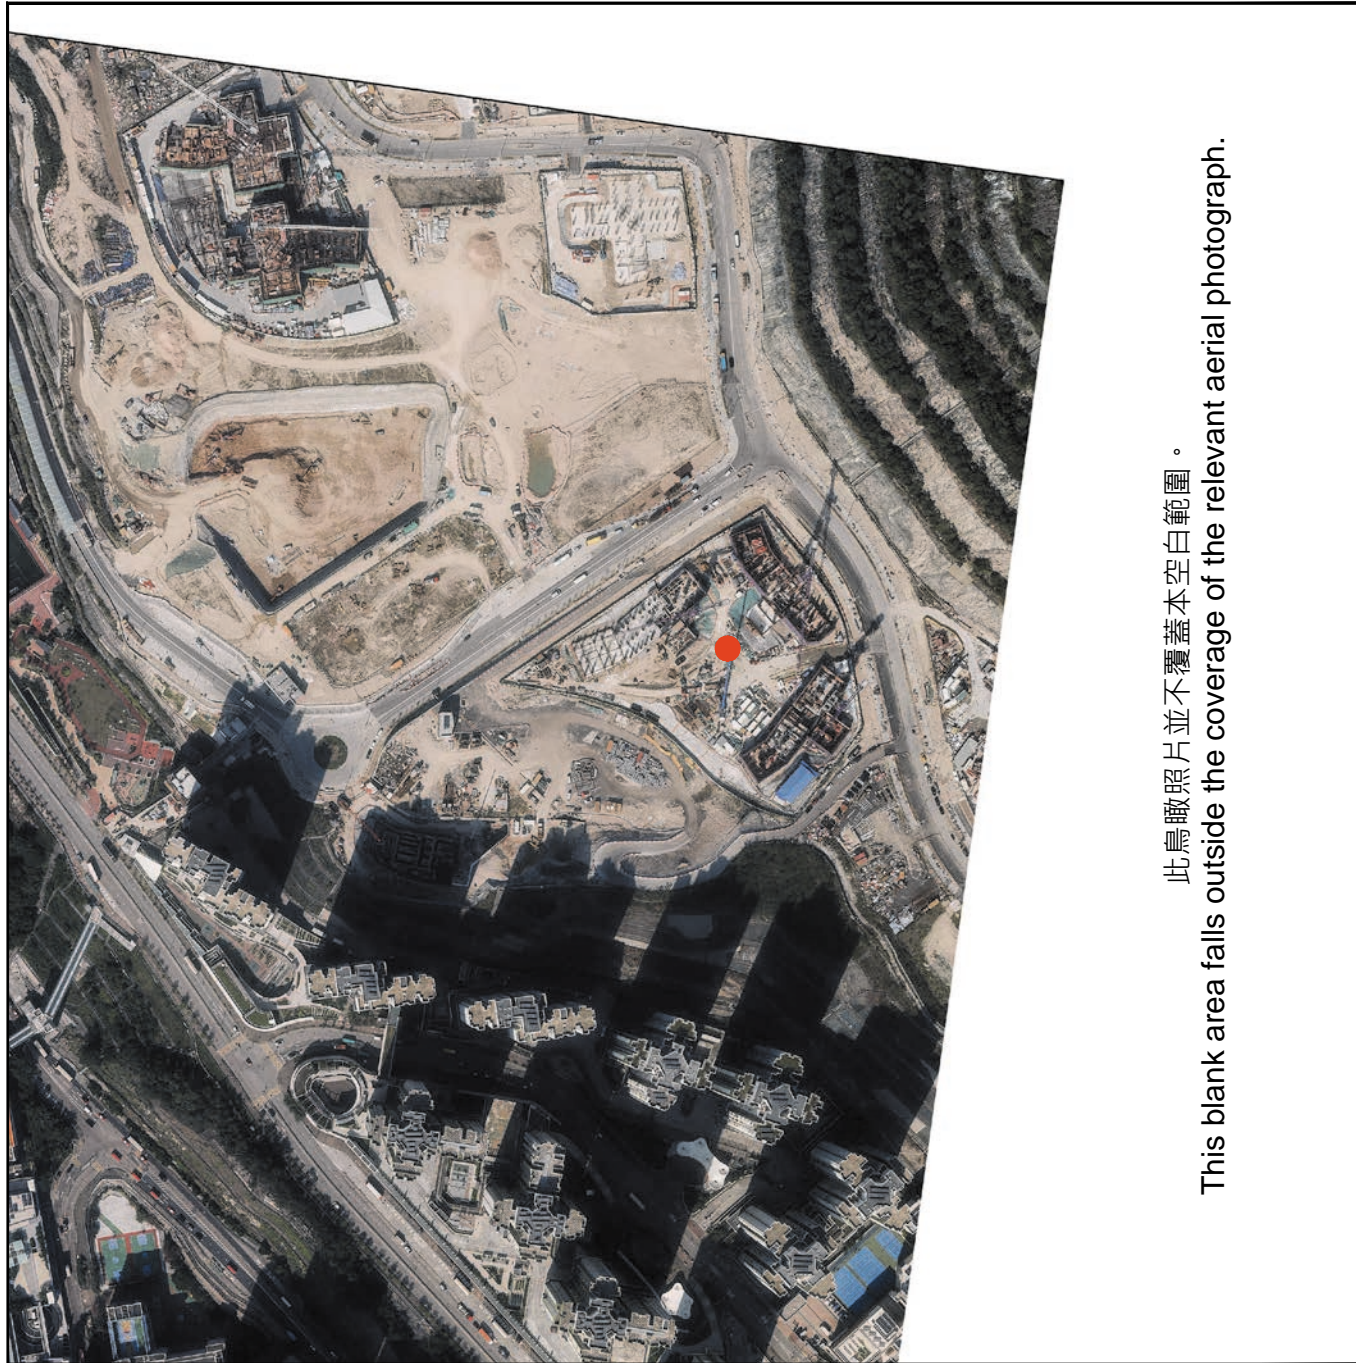 此鳥瞰照片並不覆蓋本空白範圍。
This blank area falls outside the coverage of the relevant aerial photograph.